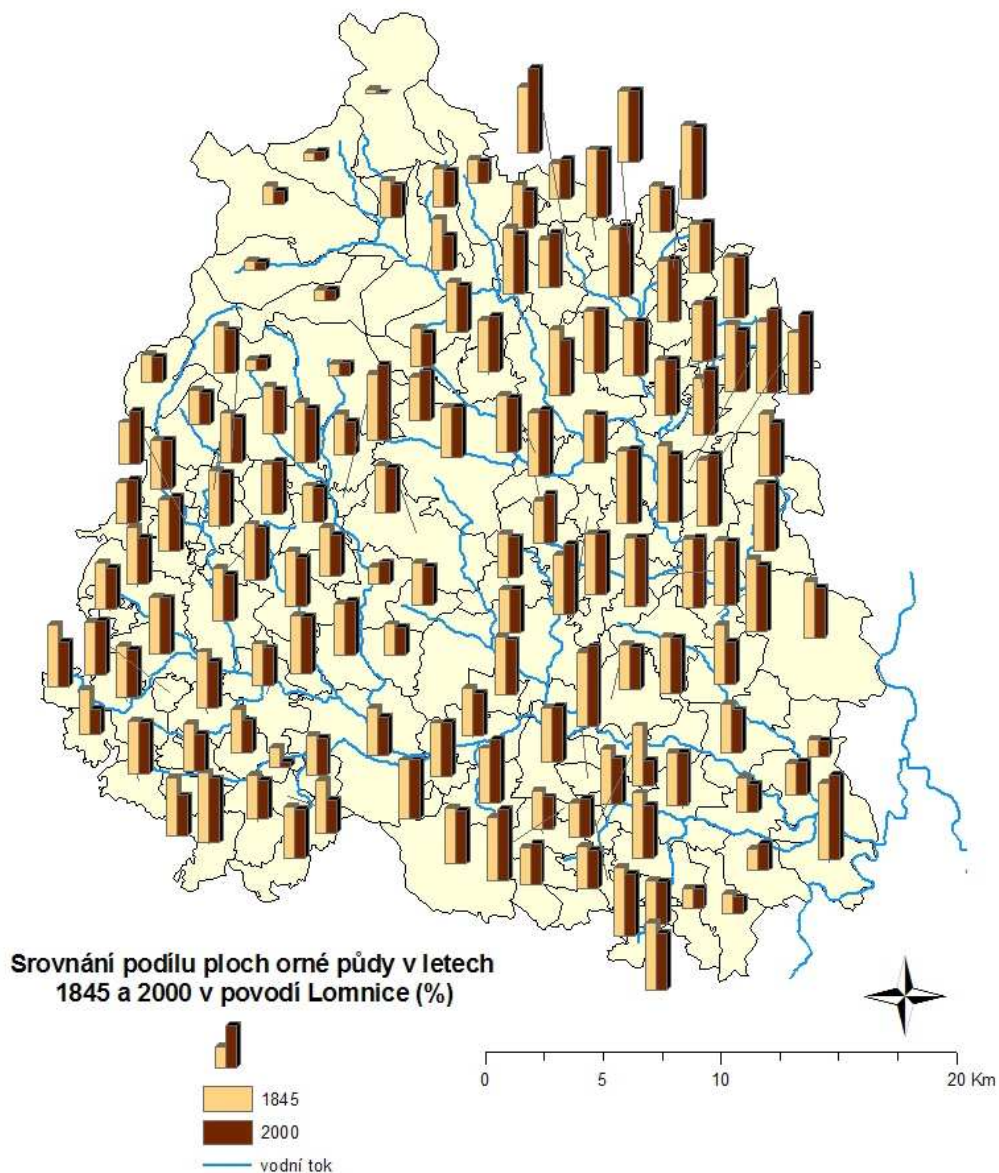 Srovnání podílu ploch orné půdy v letech
1845 a 2000 v povodí Lomnice (%)
1845
2000
vodní tok
0 5 10 20 Km